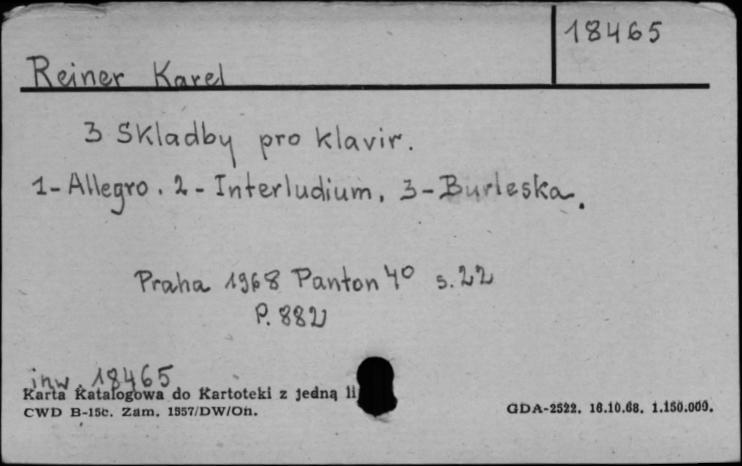 18465
Reiner Karel
3 Skladby pro klavir.
1-Allegro. 2-Interludium, 3-Burleska.
Praha 1968 Panton 4° s.22
P. 882
inw. 18465
Karta Katalogowa do Kartoteki z jedną li
CWD B-15c. Zam. 1557/DW/On. GDA-2522. 16.10.68. 1.150.000.